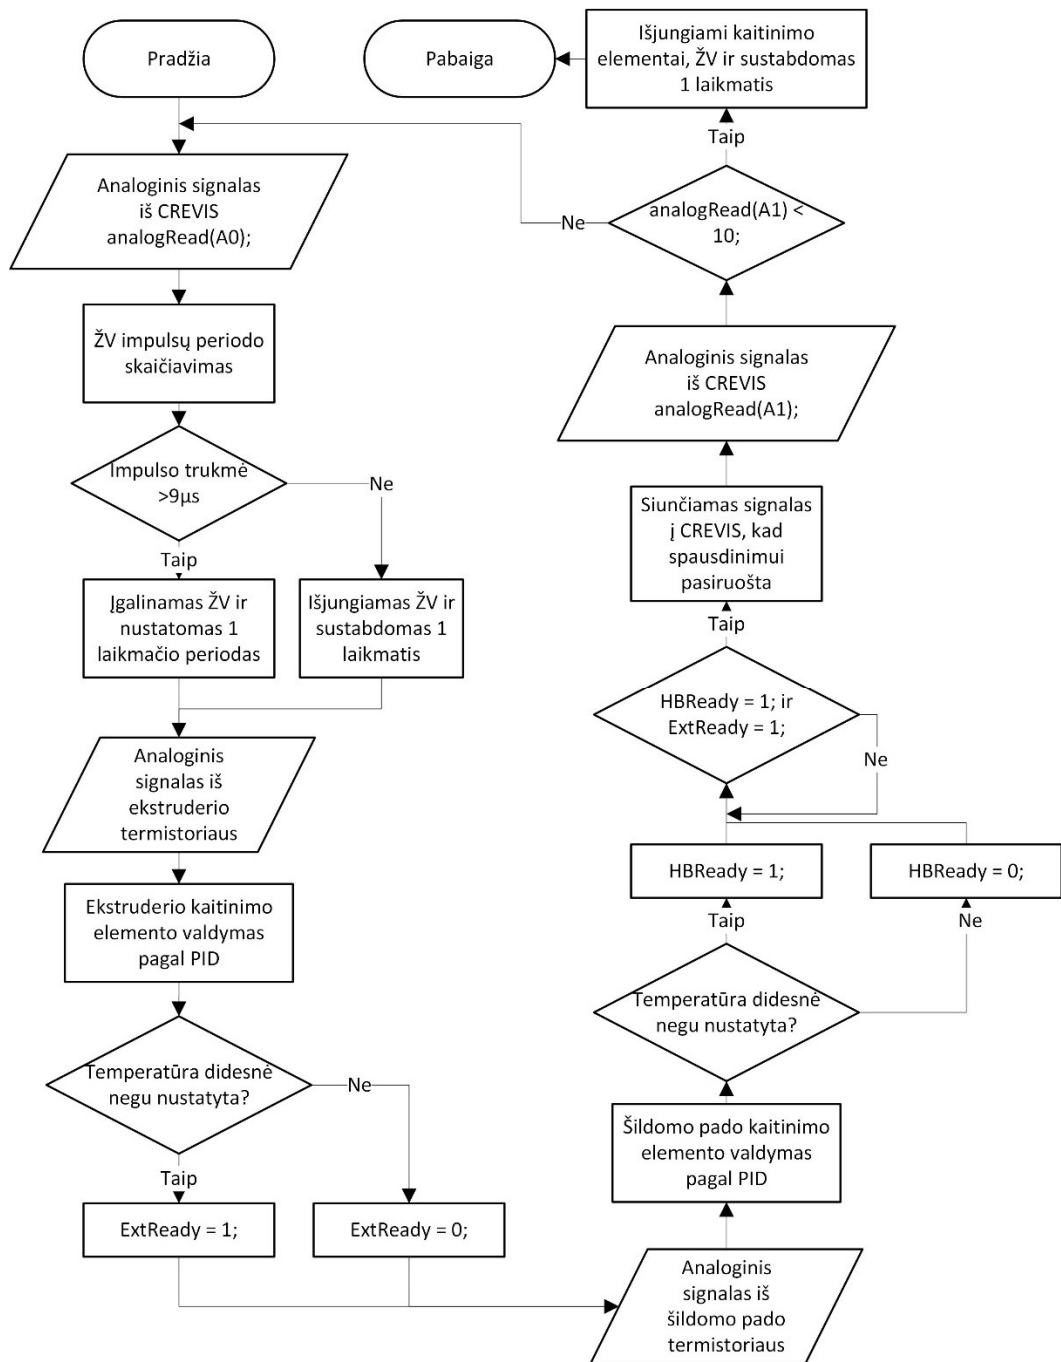 Pradžia
Analoginis signalas
iš CREVIS
analogRead(A0);
ŽV impulsų periodo
skaičiavimas
Impulso trukmė
>9µs
Ne
Taip
Įgalinamas ŽV ir
nustatomas 1
laikmačio periodas
Išjungiamas ŽV ir
sustabdomas 1
laikmatis
Analoginis
signalas iš
ekstruderio
termistoriaus
Ekstruderio kaitinimo
elemento valdymas
pagal PID
Temperatūra didesnė
negu nustatyta?
Ne
Taip
ExtReady = 1;
ExtReady = 0;
Analoginis
signalas iš
šildomo pado
termistoriaus
Šildomo pado kaitinimo
elemento valdymas
pagal PID
Temperatūra didesnė
negu nustatyta?
Ne
Taip
HBReady = 1;
HBReady = 0;
HBReady = 1; ir
ExtReady = 1;
Ne
Taip
Siunčiamas signalas
į CREVIS, kad
spausdinimui
pasiruošta
Analoginis signalas
iš CREVIS
analogRead(A1);
analogRead(A1) <
10;
Ne
Taip
Išjungiami kaitinimo
elementai, ŽV ir sustabdomas
1 laikmatis
Pabaiga